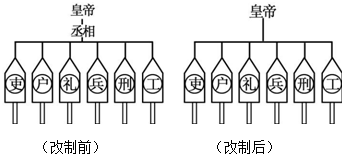 皇帝
丞相
吏 户 礼 兵 刑 工
（改制前）
皇帝
吏 户 礼 兵 刑 工
（改制后）